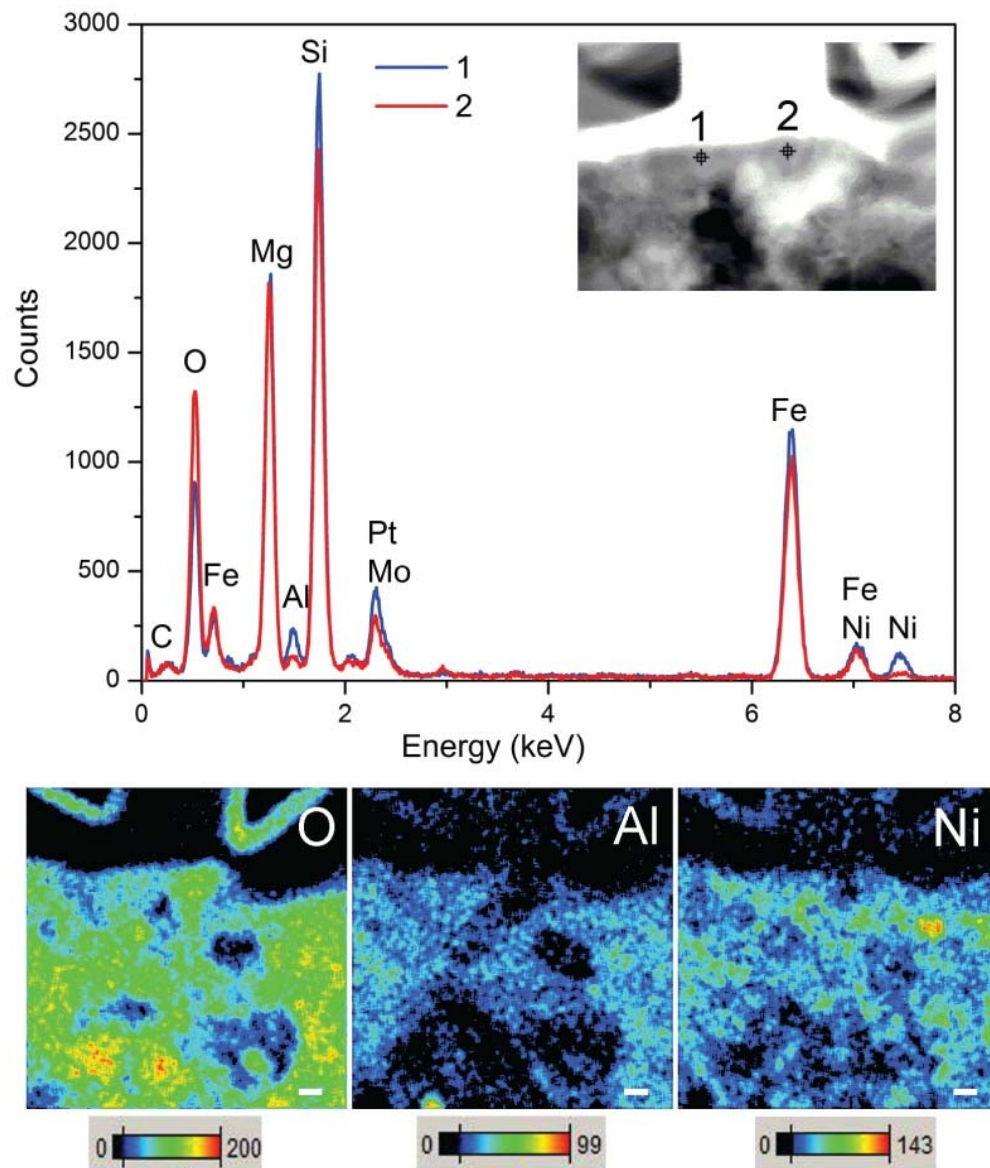 3000
2500
2000
1500
1000
500
0
Counts
0 2 4 6 8
Energy (keV)
Si
Mg
O
Fe
C
Al
Pt
Mo
Fe
Fe
Ni
Ni
1
2
1 2
O
Al
Ni
0 200
0 99
0 143